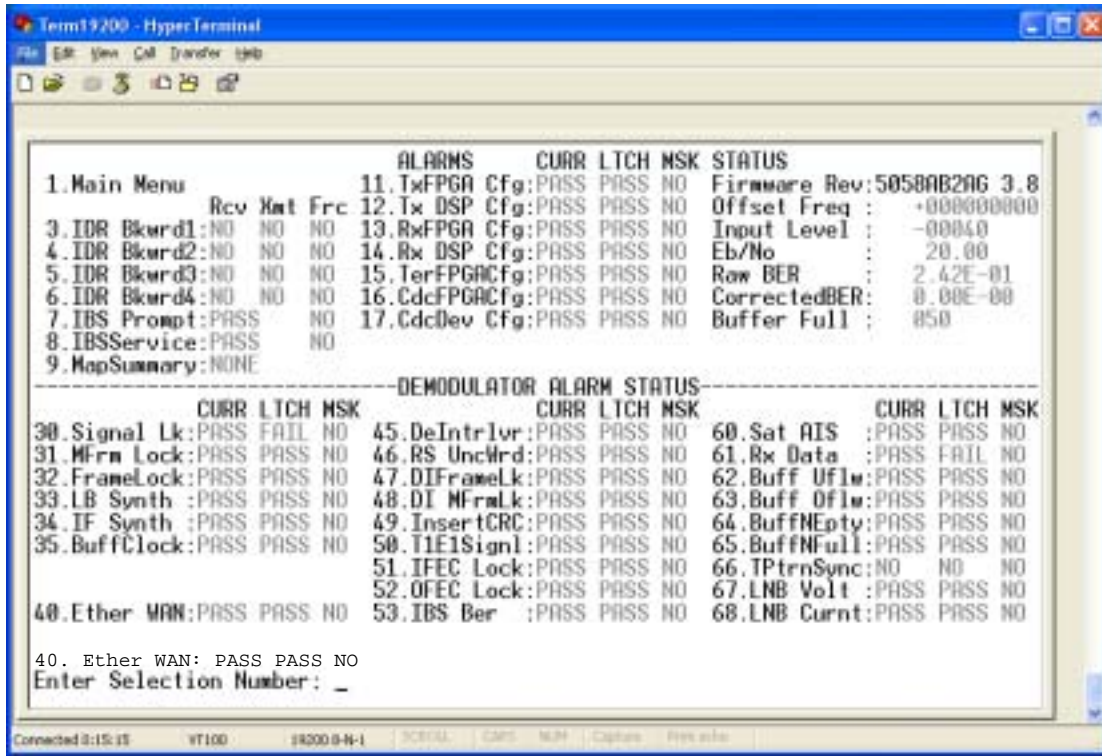 Term19200 - HyperTerminal
File Edit View Call Transfer Help
ALARMS CURR LTCH MSK STATUS
1.Main Menu 11.TxFPGA Cfg:PASS PASS NO Firmware Rev:5058AB2AG 3.8
Rcv Xmt Frc 12.Tx DSP Cfg:PASS PASS NO Offset Freq : +000000000
3.IDR Bkwrd1:NO NO NO 13.RxFPGA Cfg:PASS PASS NO Input Level : -00040
4.IDR Bkwrd2:NO NO NO 14.Rx DSP Cfg:PASS PASS NO Eb/No : 20.00
5.IDR Bkwrd3:NO NO NO 15.TerFPGACfg:PASS PASS NO Raw BER : 2.42E-01
6.IDR Bkwrd4:NO NO NO 16.CdcFPGACfg:PASS PASS NO CorrectedBER: 0.00E-00
7.IBS Prompt:PASS NO 17.CdcDev Cfg:PASS PASS NO Buffer Full : 050
8.IBSService:PASS NO
9.MapSummary:NONE
DEMODULATOR ALARM STATUS
CURR LTCH MSK CURR LTCH MSK CURR LTCH MSK
30.Signal Lk:PASS FAIL NO 45.DeIntrlvr:PASS PASS NO 60.Sat AIS :PASS PASS NO
31.MFrm Lock:PASS PASS NO 46.RS UncWrd:PASS PASS NO 61.Rx Data :PASS FAIL NO
32.FrameLock:PASS PASS NO 47.DIFrameLk:PASS PASS NO 62.Buff Uflw:PASS PASS NO
33.LB Synth :PASS PASS NO 48.DI MFrmLk:PASS PASS NO 63.Buff Oflw:PASS PASS NO
34.IF Synth :PASS PASS NO 49.InsertCRC:PASS PASS NO 64.BuffNEpty:PASS PASS NO
35.BuffClock:PASS PASS NO 50.T1E1Signl:PASS PASS NO 65.BuffNFull:PASS PASS NO
51.IFEC Lock:PASS PASS NO 66.TPtrnSync:NO NO NO
52.OFEC Lock:PASS PASS NO 67.LNB Volt :PASS PASS NO
40.Ether WAN:PASS PASS NO 53.IBS Ber :PASS PASS NO 68.LNB Curnt:PASS PASS NO
40. Ether WAN: PASS PASS NO
Enter Selection Number: _
Connected 0:15:15 VT100 19200 8-N-1 SCROLL CAPS NUM Capture Print echo